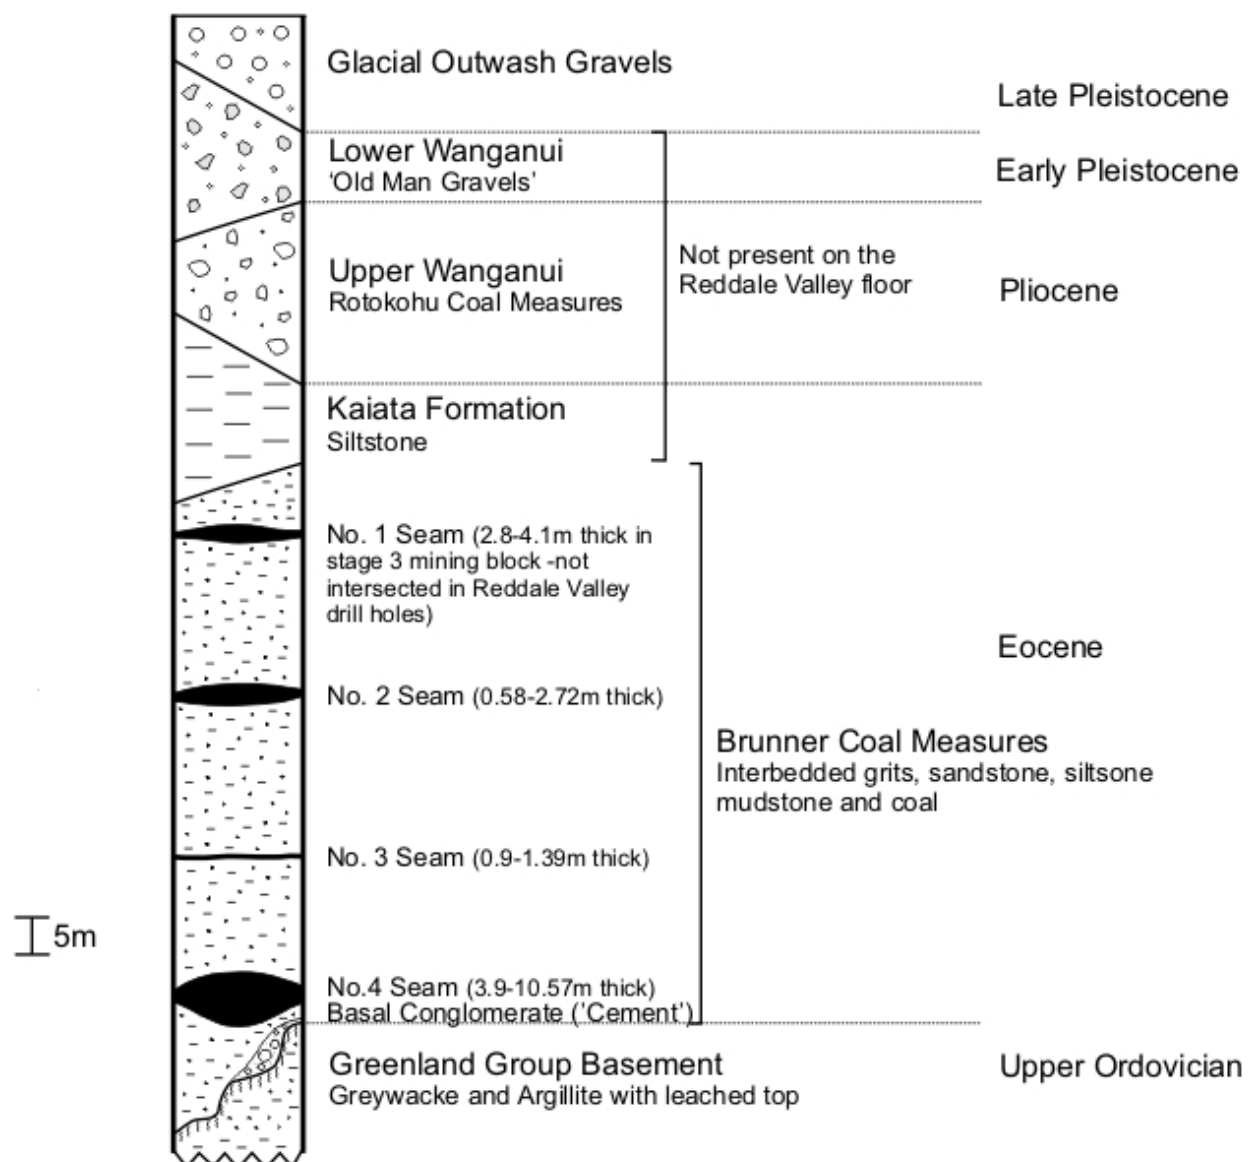 Glacial Outwash Gravels
Late Pleistocene
Lower Wanganui
'Old Man Gravels'
Early Pleistocene
Upper Wanganui
Rotokohu Coal Measures
Not present on the
Reddale Valley floor
Pliocene
Kaiata Formation
Siltstone
No. 1 Seam (2.8-4.1m thick in
stage 3 mining block -not
intersected in Reddale Valley
drill holes)
Eocene
No. 2 Seam (0.58-2.72m thick)
Brunner Coal Measures
Interbedded grits, sandstone, siltsone
mudstone and coal
No. 3 Seam (0.9-1.39m thick)
5m
No.4 Seam (3.9-10.57m thick)
Basal Conglomerate ('Cement')
Greenland Group Basement
Greywacke and Argillite with leached top
Upper Ordovician